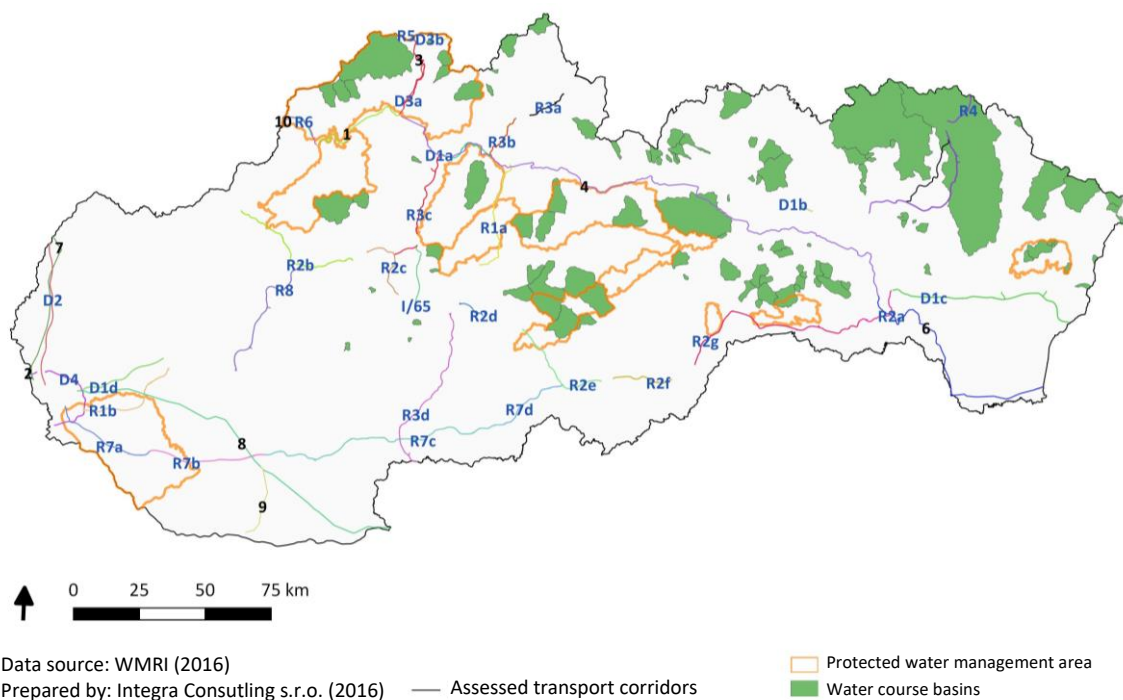 R5 D3b
3
D3a
R3a
R4
10 R6
1
R3b
D1a
4
D1b
R3c
R1a
7
R2b
R2c
R8
D2
I/65
R2d
D1c
R2a
6
R2g
2
D4
D1d
R2e
R2f
R1b
R3d
R7d
R7c
8
R7a
R7b
9
0 25 50 75 km
Data source: WMRI (2016)
Prepared by: Integra Consutling s.r.o. (2016)
Assessed transport corridors
Protected water management area
Water course basins